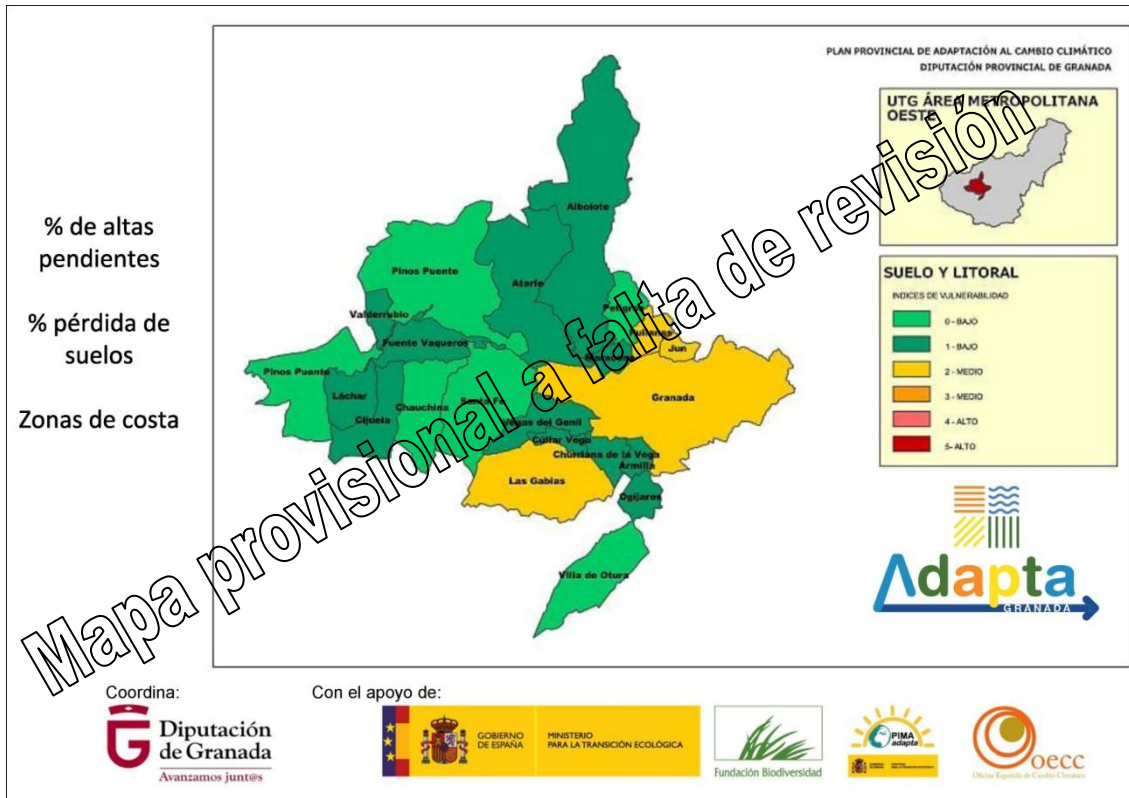 PLAN PROVINCIAL DE ADAPTACIÓN AL CAMBIO CLIMÁTICO
DIPUTACIÓN PROVINCIAL DE GRANADA
UTG ÁREA METROPOLITANA
OESTE
% de altas
pendientes
% pérdida de
suelos
Zonas de costa
Albolote
Pinos Puente
Atarfe
Valderrubio
Peligros
Pulianas
Fuente Vaqueros
Jun
Maracena
Pinos Puente
Láchar
Chauchina
Santa Fe
Granada
Cijuela
Vegas del Genil
Cúllar Vega
Churriana de la Vega
Armilla
Las Gabias
Ogíjares
Villa de Otura
SUELO Y LITORAL
INDICES DE VULNERABILIDAD
0 - BAJO
1 - BAJO
2 - MEDIO
3 - MEDIO
4 - ALTO
5- ALTO
Mapa provisional a falta de revisión
Adapta
GRANADA
Coordina:
Con el apoyo de:
Diputación
de Granada
Avanzamos junt@s
GOBIERNO
DE ESPAÑA
MINISTERIO
PARA LA TRANSICIÓN ECOLÓGICA
Fundación Biodiversidad
PIMA
adapta
oecc
Oficina Española de Cambio Climático